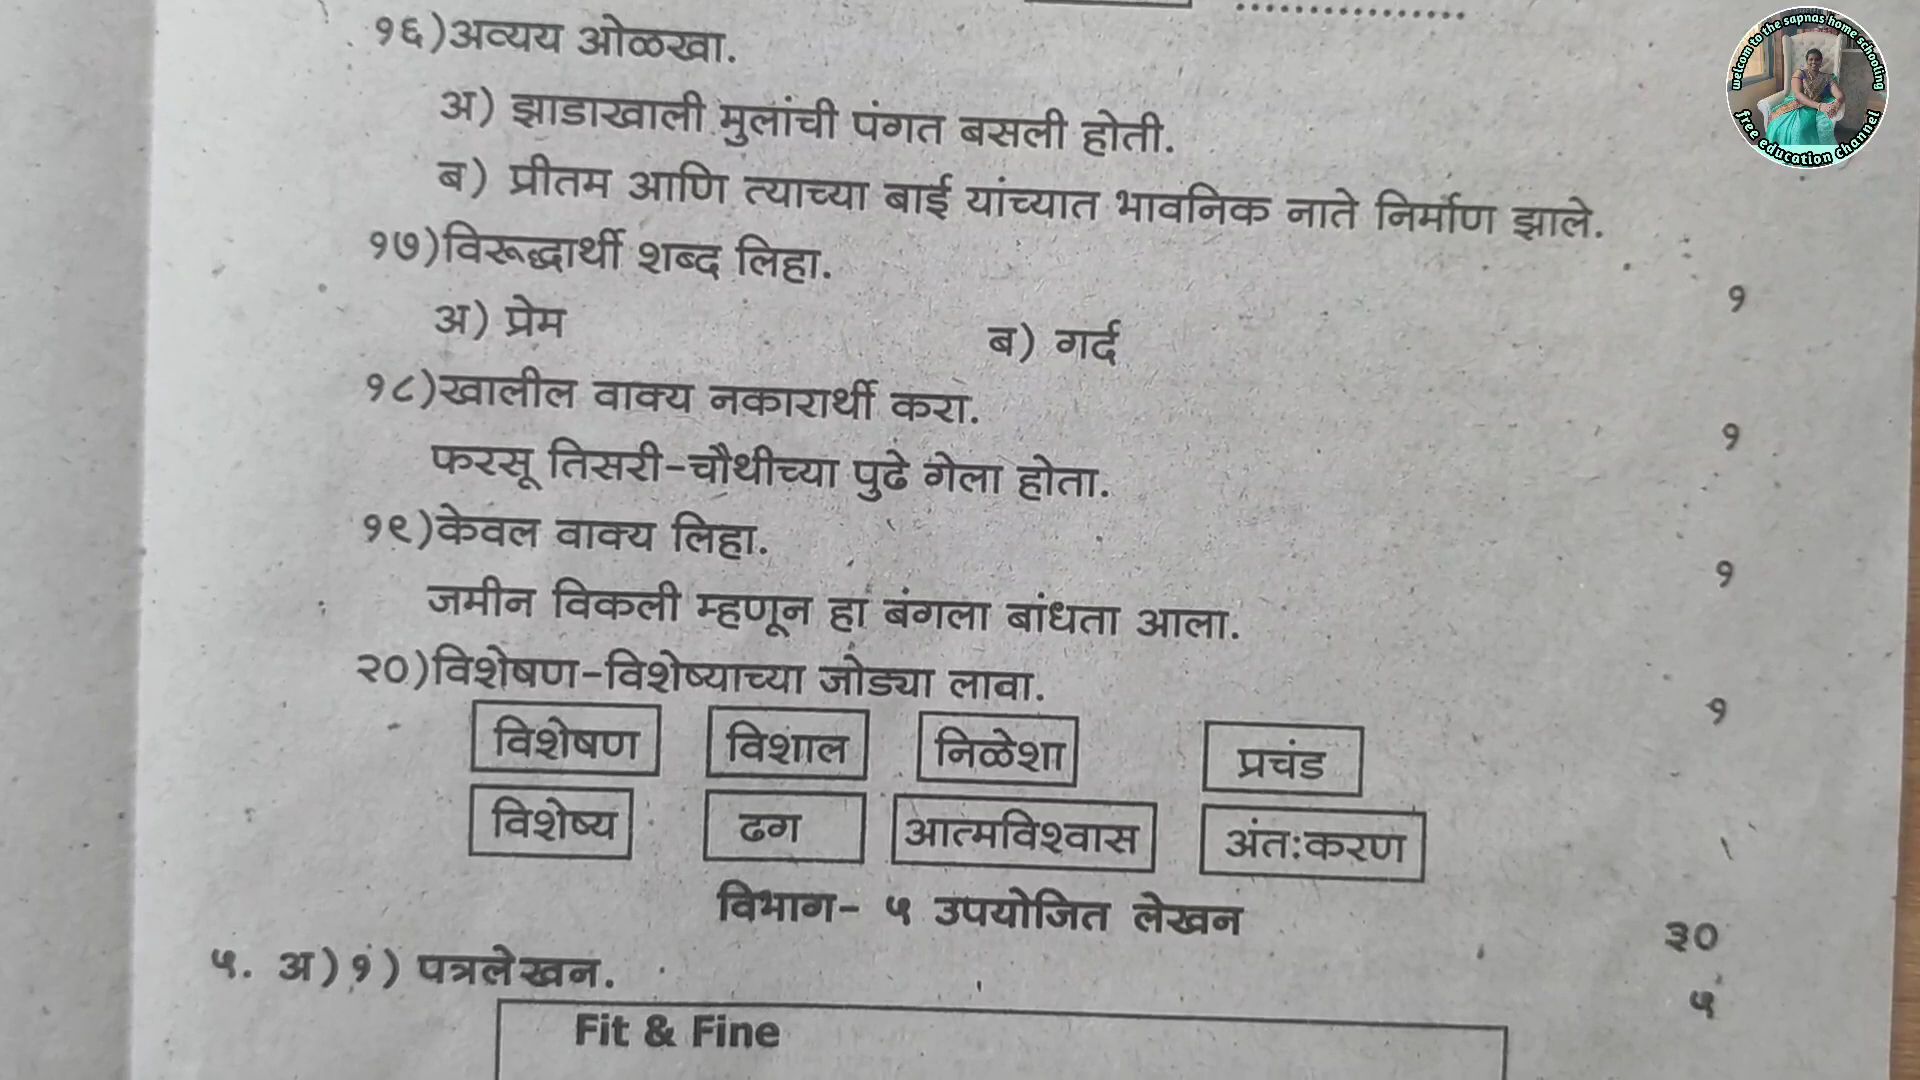 १६)अव्यय ओळखा.
अ) झाडाखाली मुलांची पंगत बसली होती.
ब) प्रीतम आणि त्याच्या बाई यांच्यात भावनिक नाते निर्माण झाले.
१७)विरूद्धार्थी शब्द लिहा. १
अ) प्रेम ब) गर्द
१८)खालील वाक्य नकारार्थी करा. १
फरसू तिसरी-चौथीच्या पुढे गेला होता.
१९)केवल वाक्य लिहा. १
जमीन विकली म्हणून हा बंगला बांधता आला.
२०)विशेषण-विशेष्याच्या जोड्या लावा. १
विशेषण विशाल निळेशा प्रचंड
विशेष्य ढग आत्मविश्वास अंतःकरण
विभाग- ५ उपयोजित लेखन ३०
५. अ) १) पत्रलेखन. ५
Fit & Fine
welcom to the sapnas home schooling
free education channel